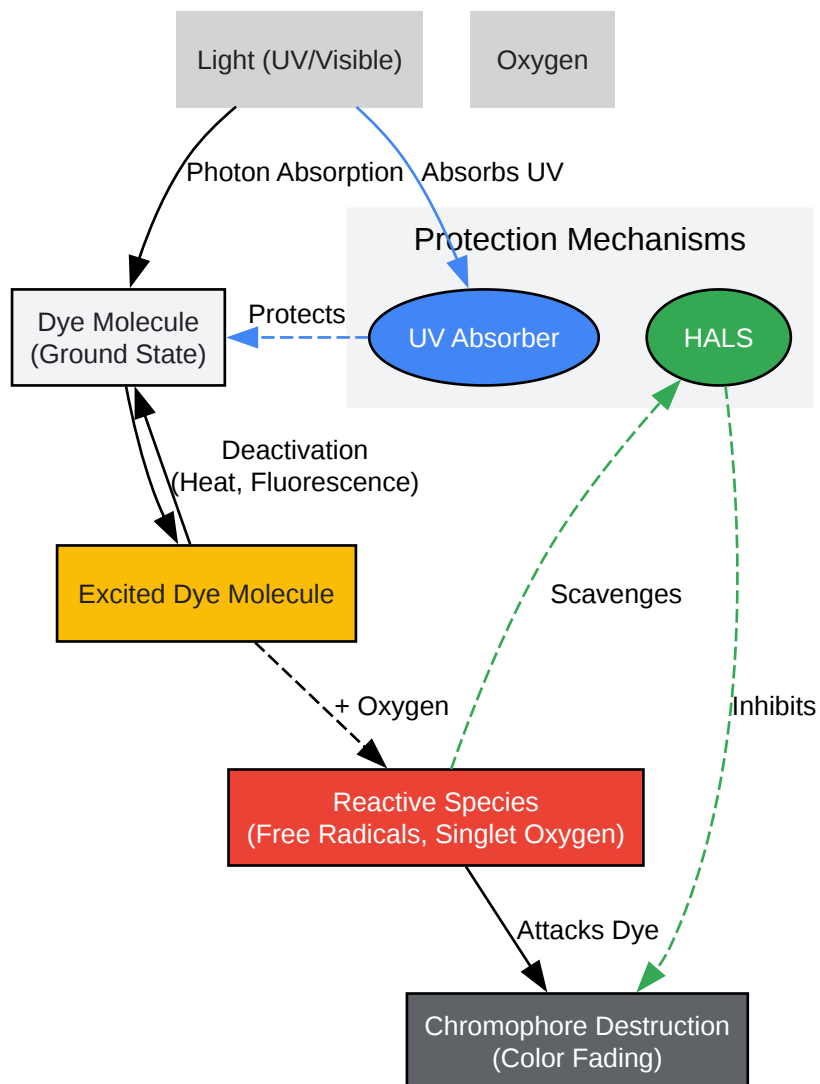 Light (UV/Visible)
Oxygen
Photon Absorption
Absorbs UV
Protection Mechanisms
Dye Molecule
(Ground State)
Protects
UV Absorber
HALS
Deactivation
(Heat, Fluorescence)
Excited Dye Molecule
Scavenges
+ Oxygen
Inhibits
Reactive Species
(Free Radicals, Singlet Oxygen)
Attacks Dye
Chromophore Destruction
(Color Fading)